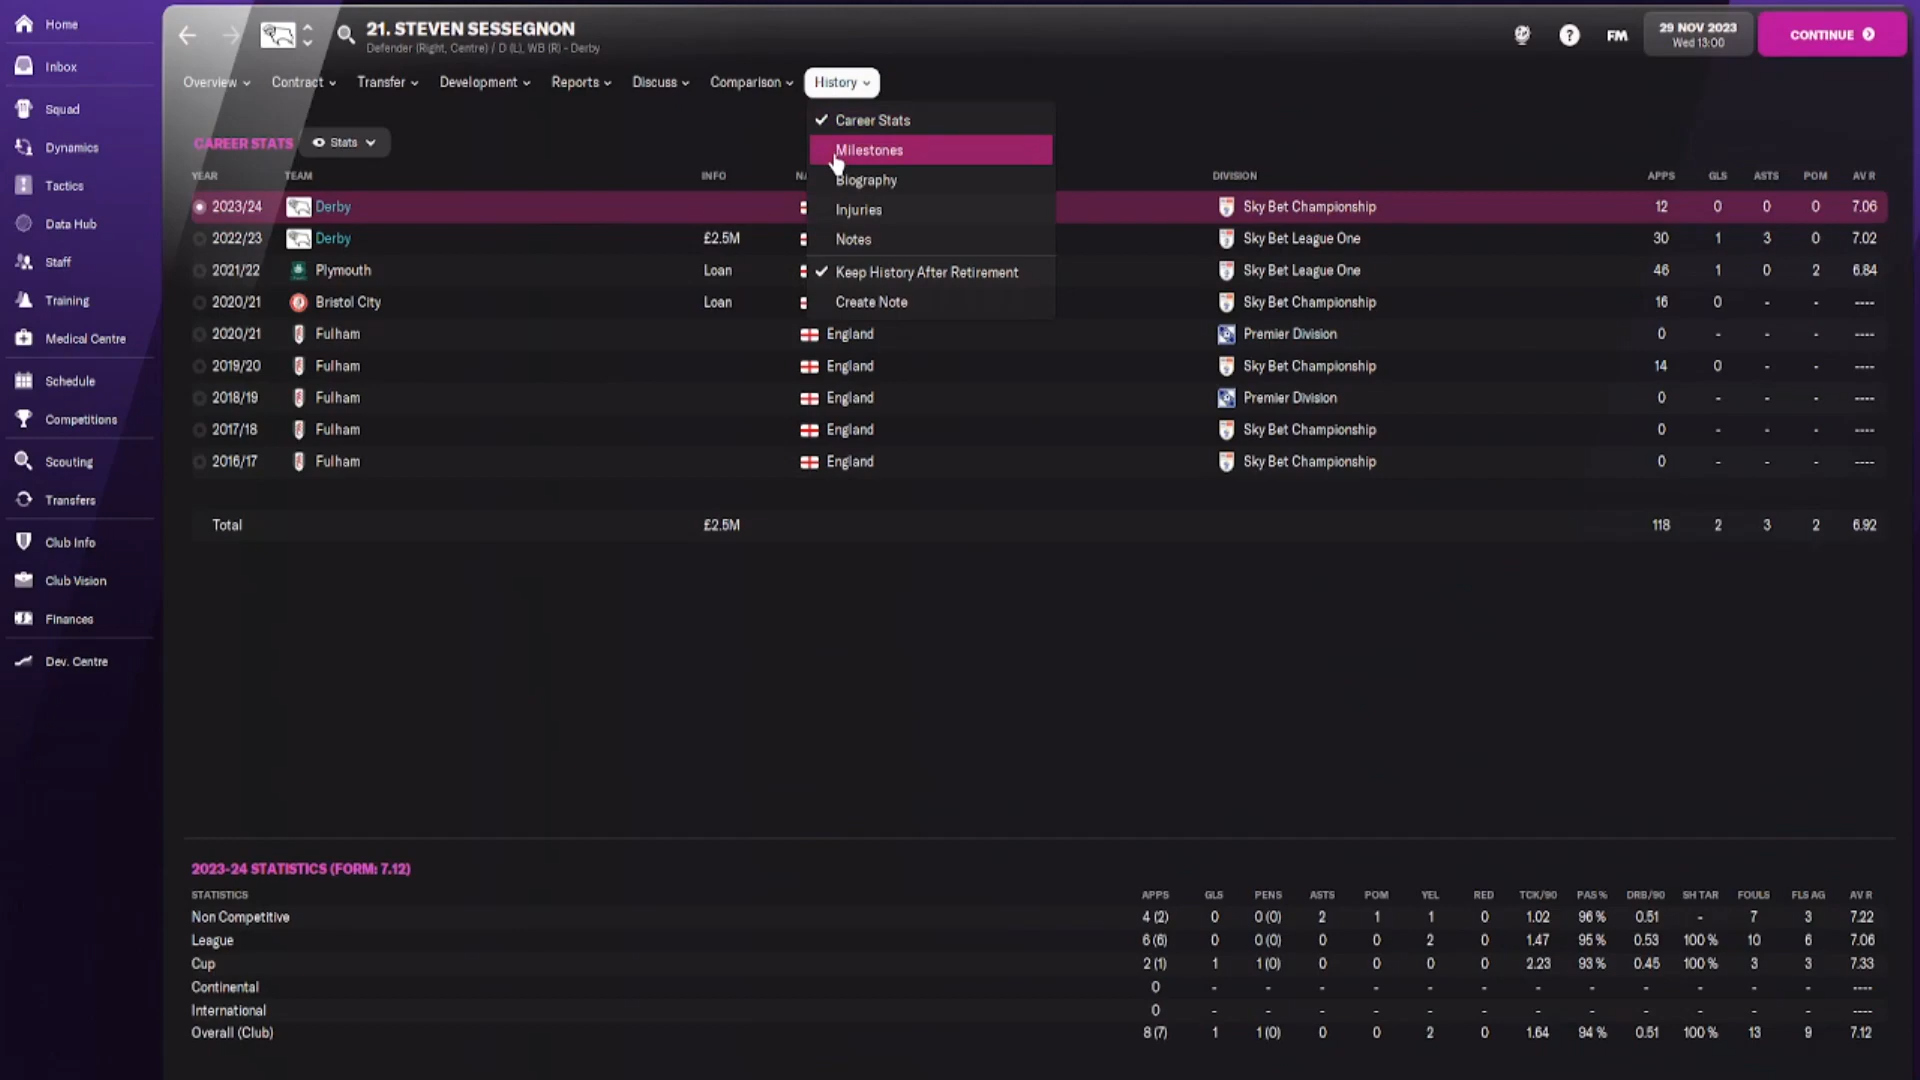 Home
Inbox
Squad
Dynamics
Tactics
Data Hub
Staff
Training
Medical Centre
Schedule
Competitions
Scouting
Transfers
Club Info
Club Vision
Finances
Dev. Centre
21. STEVEN SESSEGNON
Defender (Right, Centre) / D (L), WB (R) - Derby
? FM
29 NOV 2023
Wed 13:00
CONTINUE
Overview Contract Transfer Development Reports Discuss Comparison History
Career Stats
Milestones
Biography
Injuries
Notes
Keep History After Retirement
Create Note
CAREER STATS Stats
YEAR TEAM INFO DIVISION APPS GLS ASTS POM AV R
2023/24 Derby Sky Bet Championship 12 0 0 0 7.06
2022/23 Derby £2.5M Sky Bet League One 30 1 3 0 7.02
2021/22 Plymouth Loan Sky Bet League One 46 1 0 2 6.84
2020/21 Bristol City Loan Sky Bet Championship 16 0 - - ----
2020/21 Fulham England Premier Division 0 - - - ----
2019/20 Fulham England Sky Bet Championship 14 0 - - ----
2018/19 Fulham England Premier Division 0 - - - ----
2017/18 Fulham England Sky Bet Championship 0 - - - ----
2016/17 Fulham England Sky Bet Championship 0 - - - ----
Total £2.5M 118 2 3 2 6.92
2023-24 STATISTICS (FORM: 7.12)
STATISTICS APPS GLS PENS ASTS POM YEL RED TCK/90 PAS % DRB/90 SH TAR FOULS FLS AG AV R
Non Competitive 4 (2) 0 0 (0) 2 1 1 0 1.02 96 % 0.51 - 7 3 7.22
League 6 (6) 0 0 (0) 0 0 2 0 1.47 95 % 0.53 100 % 10 6 7.06
Cup 2 (1) 1 1 (0) 0 0 0 0 2.23 93 % 0.45 100 % 3 3 7.33
Continental 0 - - - - - - - - - - - - ----
International 0 - - - - - - - - - - - - ----
Overall (Club) 8 (7) 1 1 (0) 0 0 2 0 1.64 94 % 0.51 100 % 13 9 7.12